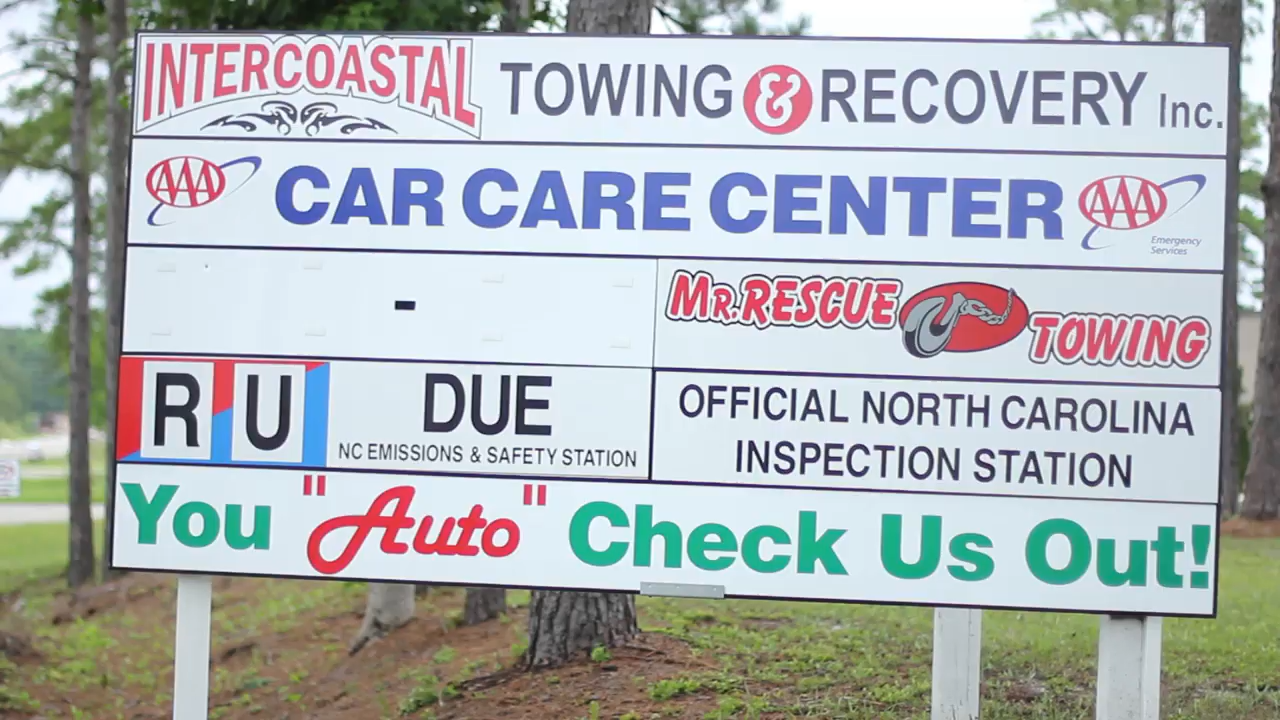 INTERCOASTAL TOWING & RECOVERY Inc.
AAA CAR CARE CENTER AAA
Emergency
Services
-
MR. RESCUE TOWING
R U DUE
NC EMISSIONS & SAFETY STATION
OFFICIAL NORTH CAROLINA
INSPECTION STATION
You "Auto" Check Us Out!